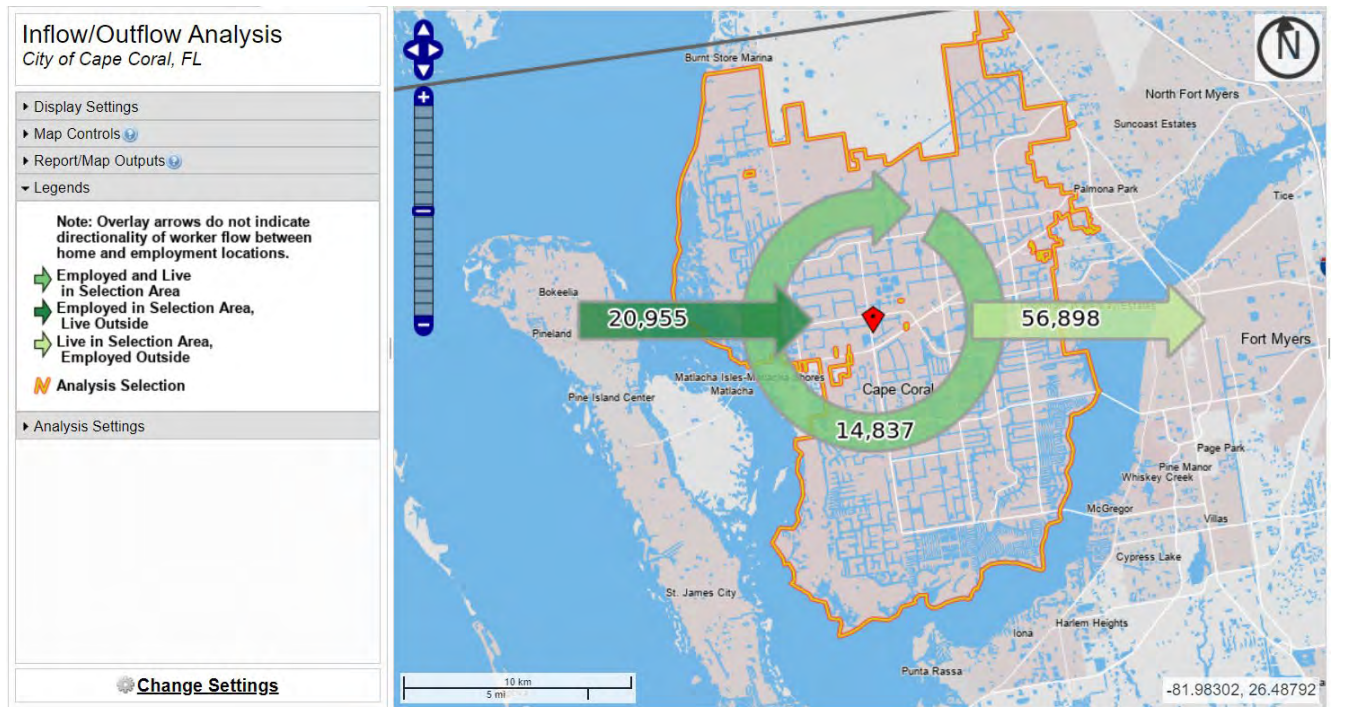 Inflow/Outflow Analysis
City of Cape Coral, FL
Display Settings
Map Controls
Report/Map Outputs
Legends
Note: Overlay arrows do not indicate
directionality of worker flow between
home and employment locations.
Employed and Live
in Selection Area
Employed in Selection Area,
Live Outside
Live in Selection Area,
Employed Outside
Analysis Selection
Analysis Settings
Change Settings
Burnt Store Marina
N
North Fort Myers
Suncoast Estates
Palmona Park
Tice
Bokeelia
20,955
56,898
Pineland
Fort Myers
Matlacha Isles-M Shores
Matlacha
Cape Coral
Pine Island Center
14,837
Page Park
Pine Manor
Whiskey Creek
McGregor
Villas
Cypress Lake
St. James City
Harlem Heights
Iona
Punta Rassa
10 km
5 mi
-81.98302, 26.48792